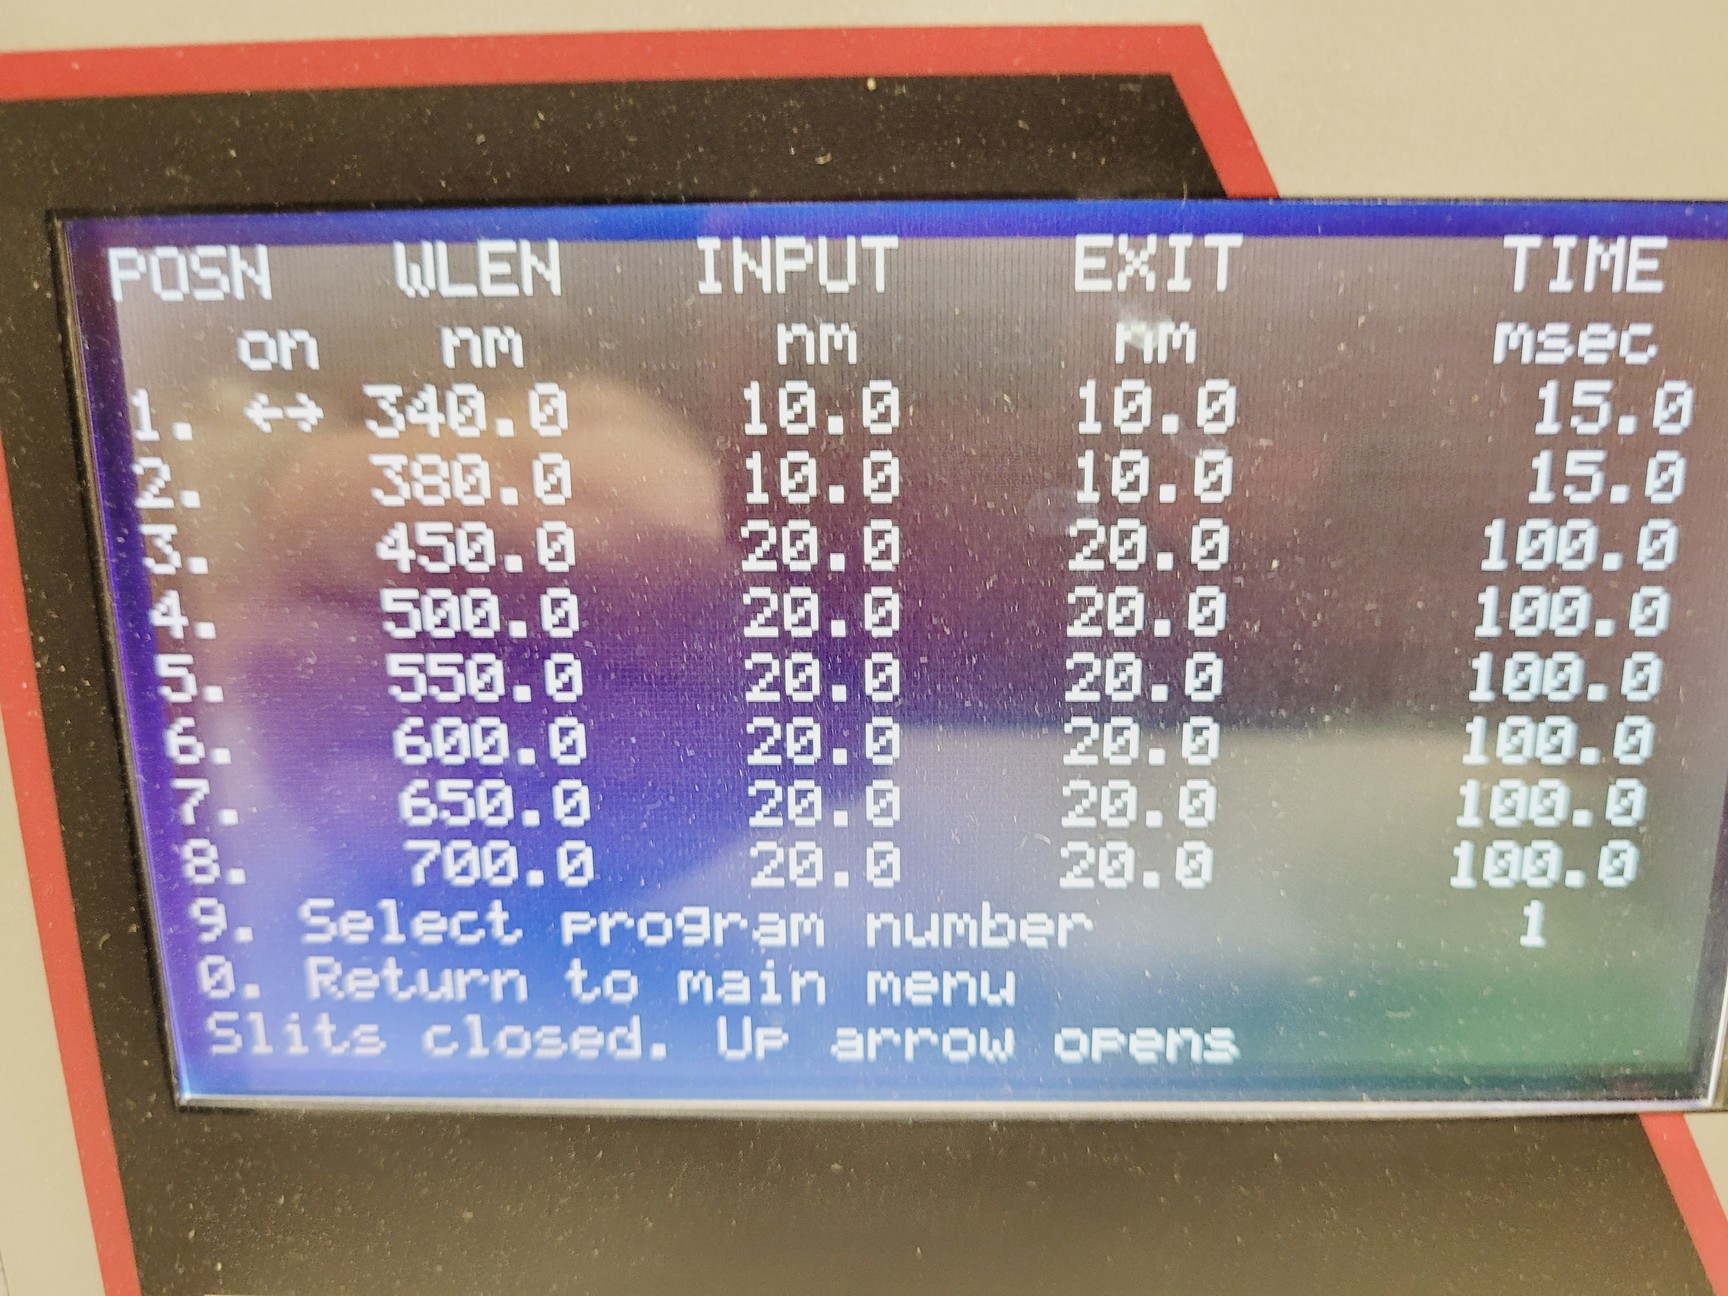 POSN WLEN INPUT EXIT TIME
on nm nm nm msec
1. ↔ 340.0 10.0 10.0 15.0
2. 380.0 10.0 10.0 15.0
3. 450.0 20.0 20.0 100.0
4. 500.0 20.0 20.0 100.0
5. 550.0 20.0 20.0 100.0
6. 600.0 20.0 20.0 100.0
7. 650.0 20.0 20.0 100.0
8. 700.0 20.0 20.0 100.0
9. Select program number 1
0. Return to main menu
Slits closed. Up arrow opens